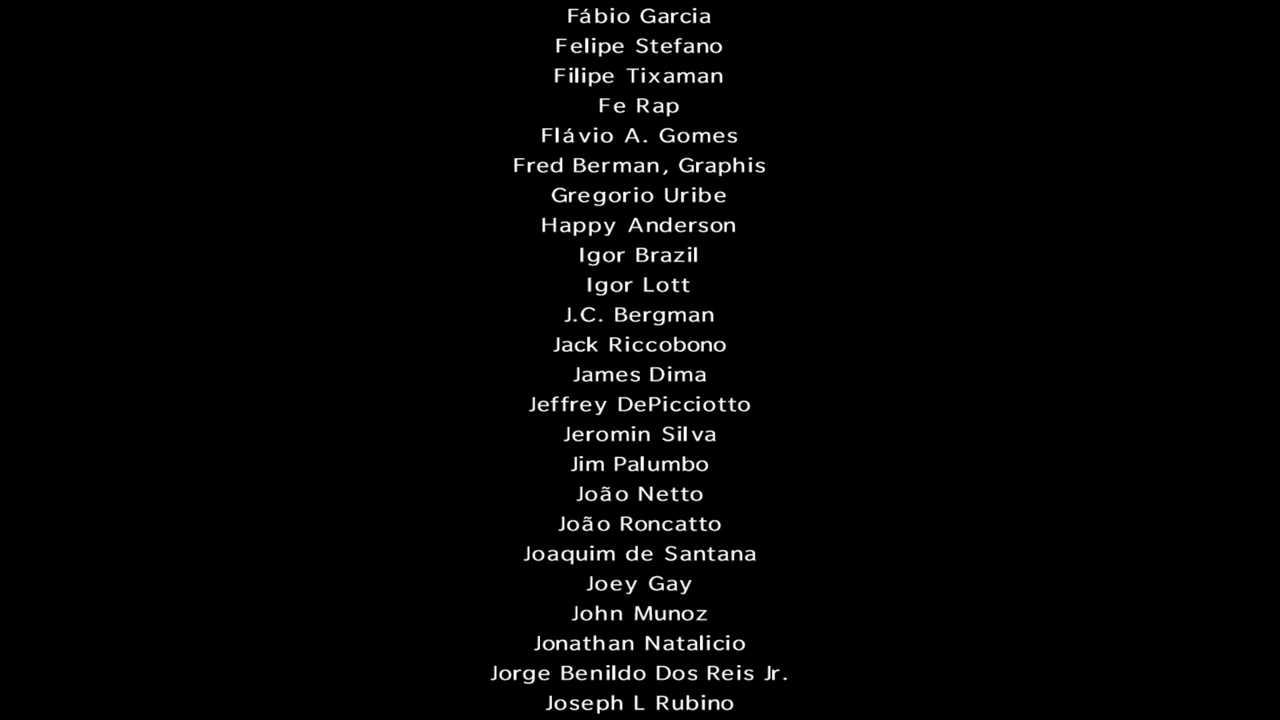 Fábio Garcia
Felipe Stefano
Filipe Tixaman
Fe Rap
Flávio A. Gomes
Fred Berman, Graphis
Gregorio Uribe
Happy Anderson
Igor Brazil
Igor Lott
J.C. Bergman
Jack Riccobono
James Dima
Jeffrey DePicciotto
Jeromin Silva
Jim Palumbo
João Netto
João Roncatto
Joaquim de Santana
Joey Gay
John Munoz
Jonathan Natalicio
Jorge Benildo Dos Reis Jr.
Joseph L Rubino